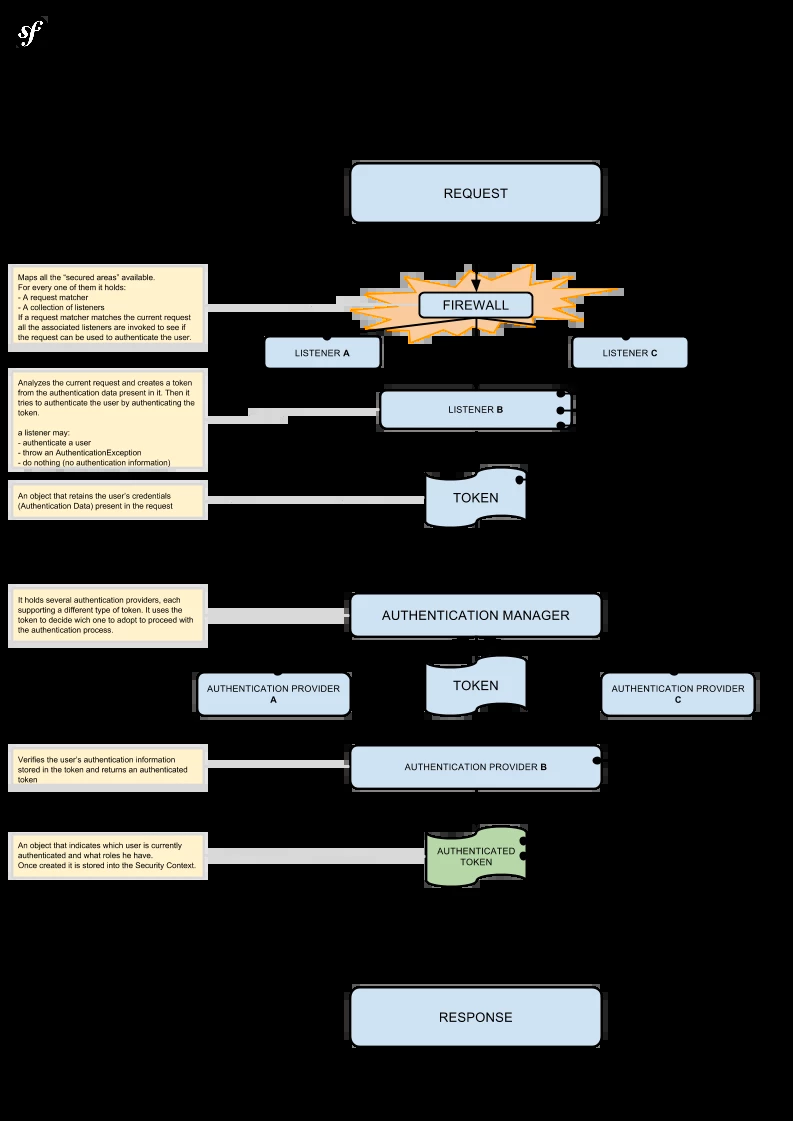 sf
REQUEST
Maps all the “secured areas” available.
For every one of them it holds:
- A request matcher
- A collection of listeners
If a request matcher matches the current request
all the associated listeners are invoked to see if
the request can be used to authenticate the user.
FIREWALL
LISTENER A
LISTENER C
Analyzes the current request and creates a token
from the authentication data present in it. Then it
tries to authenticate the user by authenticating the
token.
a listener may:
- authenticate a user
- throw an AuthenticationException
- do nothing (no authentication information)
LISTENER B
An object that retains the user’s credentials
(Authentication Data) present in the request
TOKEN
It holds several authentication providers, each
supporting a different type of token. It uses the
token to decide wich one to adopt to proceed with
the authentication process.
AUTHENTICATION MANAGER
TOKEN
AUTHENTICATION PROVIDER
A
AUTHENTICATION PROVIDER
C
Verifies the user’s authentication information
stored in the token and returns an authenticated
token
AUTHENTICATION PROVIDER B
An object that indicates which user is currently
authenticated and what roles he have.
Once created it is stored into the Security Context.
AUTHENTICATED
TOKEN
RESPONSE